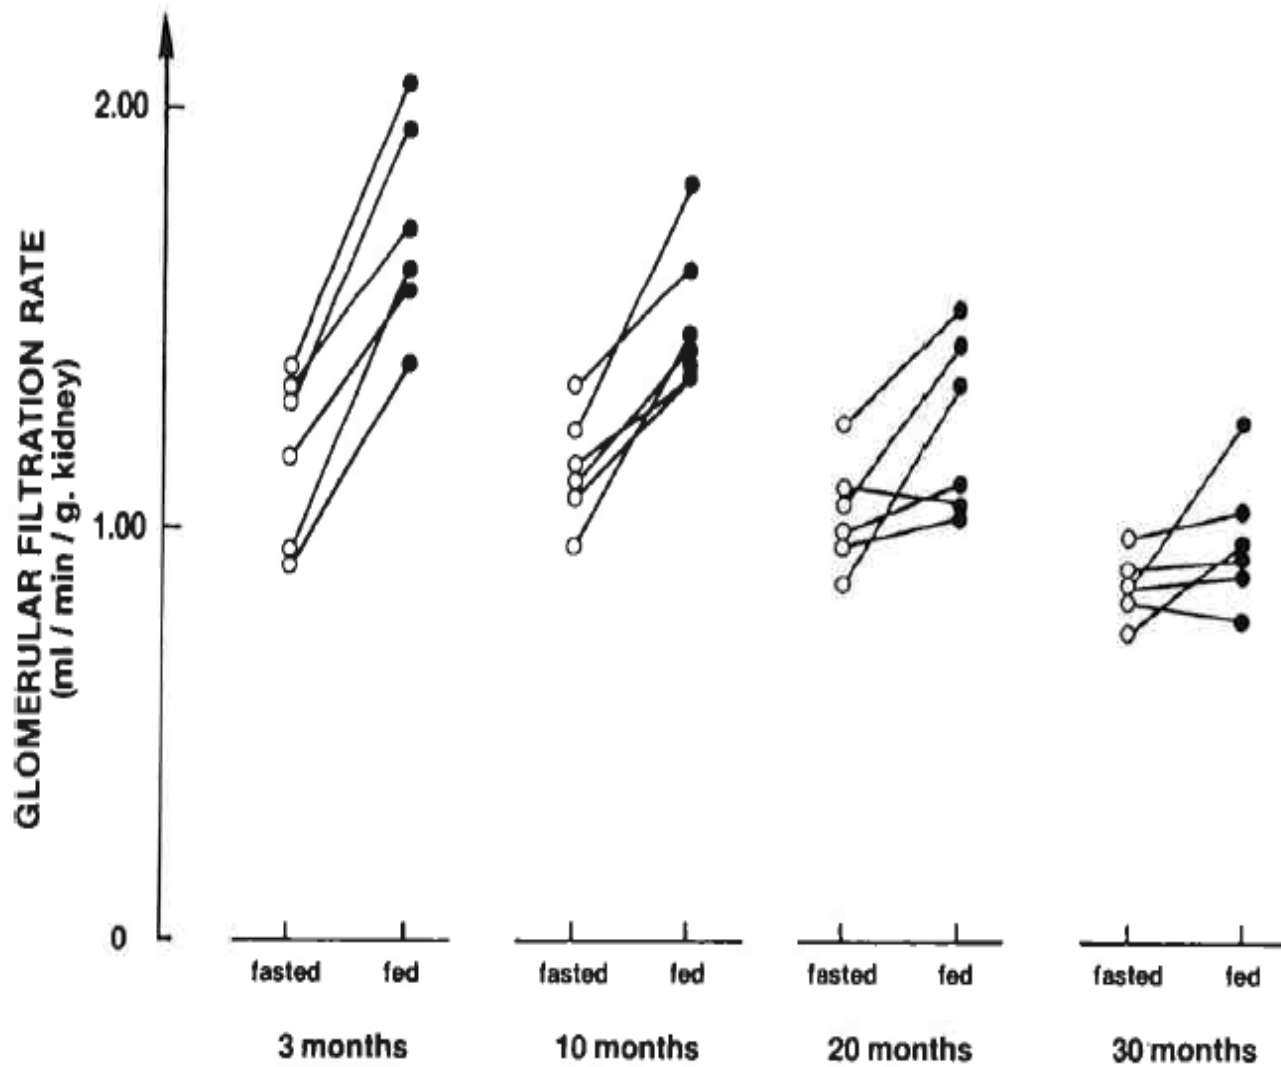 GLOMERULAR FILTRATION RATE
(ml / min / g. kidney)
2.00
1.00
0
fasted fed fasted fed fasted fed fasted fed
3 months 10 months 20 months 30 months